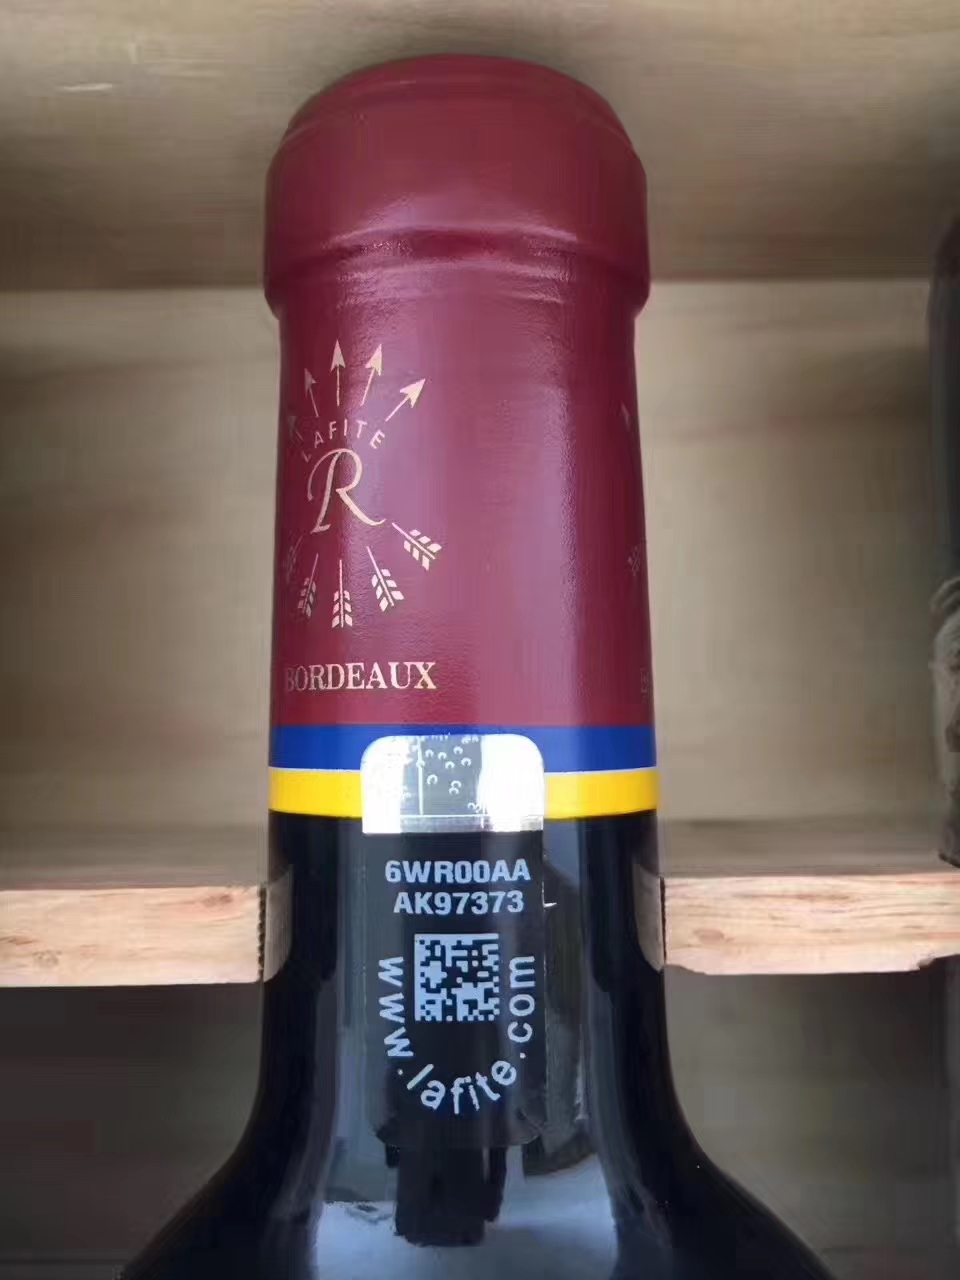 LAFITE
R
BORDEAUX
6WR00AA
AK97373
www.lafite.com